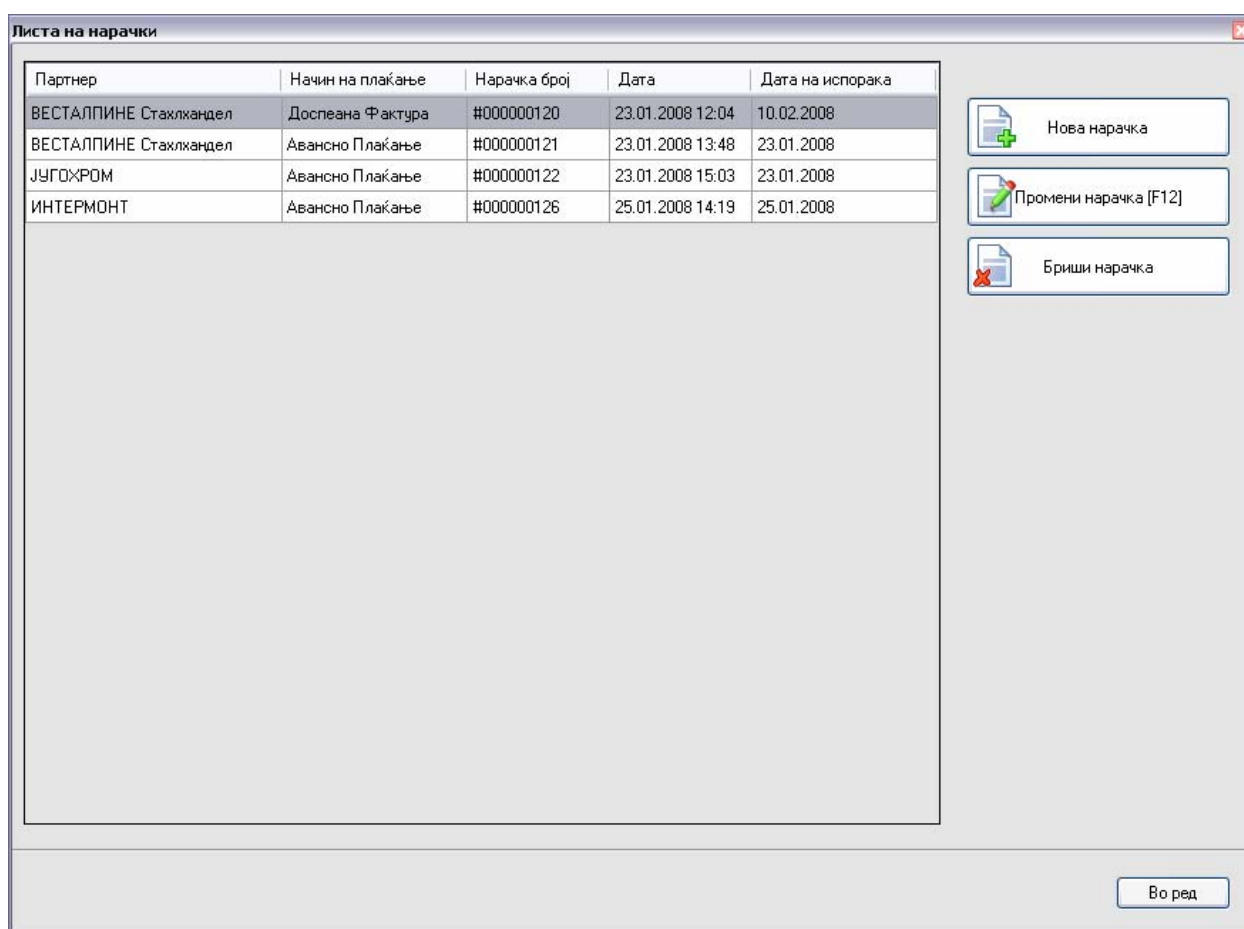 Листа на нарачки
Партнер Начин на плаќање Нарачка број Дата Дата на испорака
ВЕСТАЛПИНЕ Стахлхандел Доспеана Фактура #000000120 23.01.2008 12:04 10.02.2008
ВЕСТАЛПИНЕ Стахлхандел Авансно Плаќање #000000121 23.01.2008 13:48 23.01.2008
ЈУГОХРОМ Авансно Плаќање #000000122 23.01.2008 15:03 23.01.2008
ИНТЕРМОНТ Авансно Плаќање #000000126 25.01.2008 14:19 25.01.2008
Нова нарачка
Промени нарачка [F12]
Бриши нарачка
Во ред